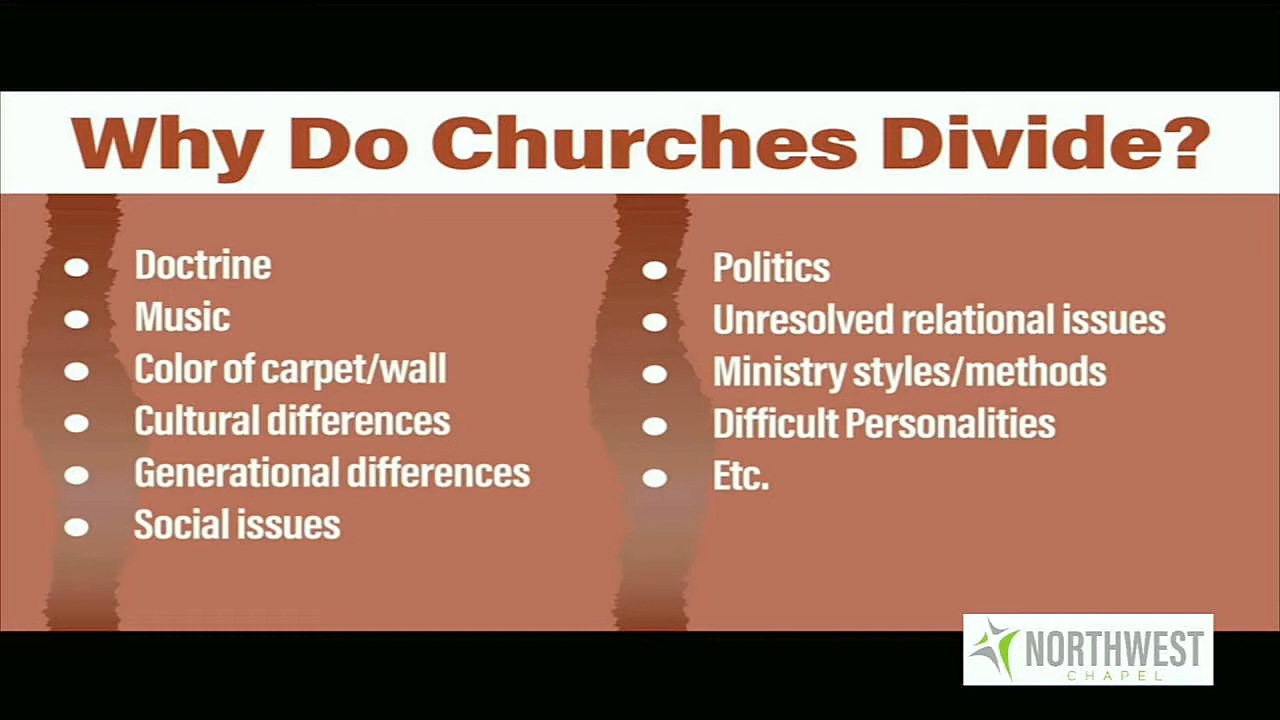 Why Do Churches Divide?
Doctrine
Music
Color of carpet/wall
Cultural differences
Generational differences
Social issues
Politics
Unresolved relational issues
Ministry styles/methods
Difficult Personalities
Etc.
NORTHWEST
CHAPEL